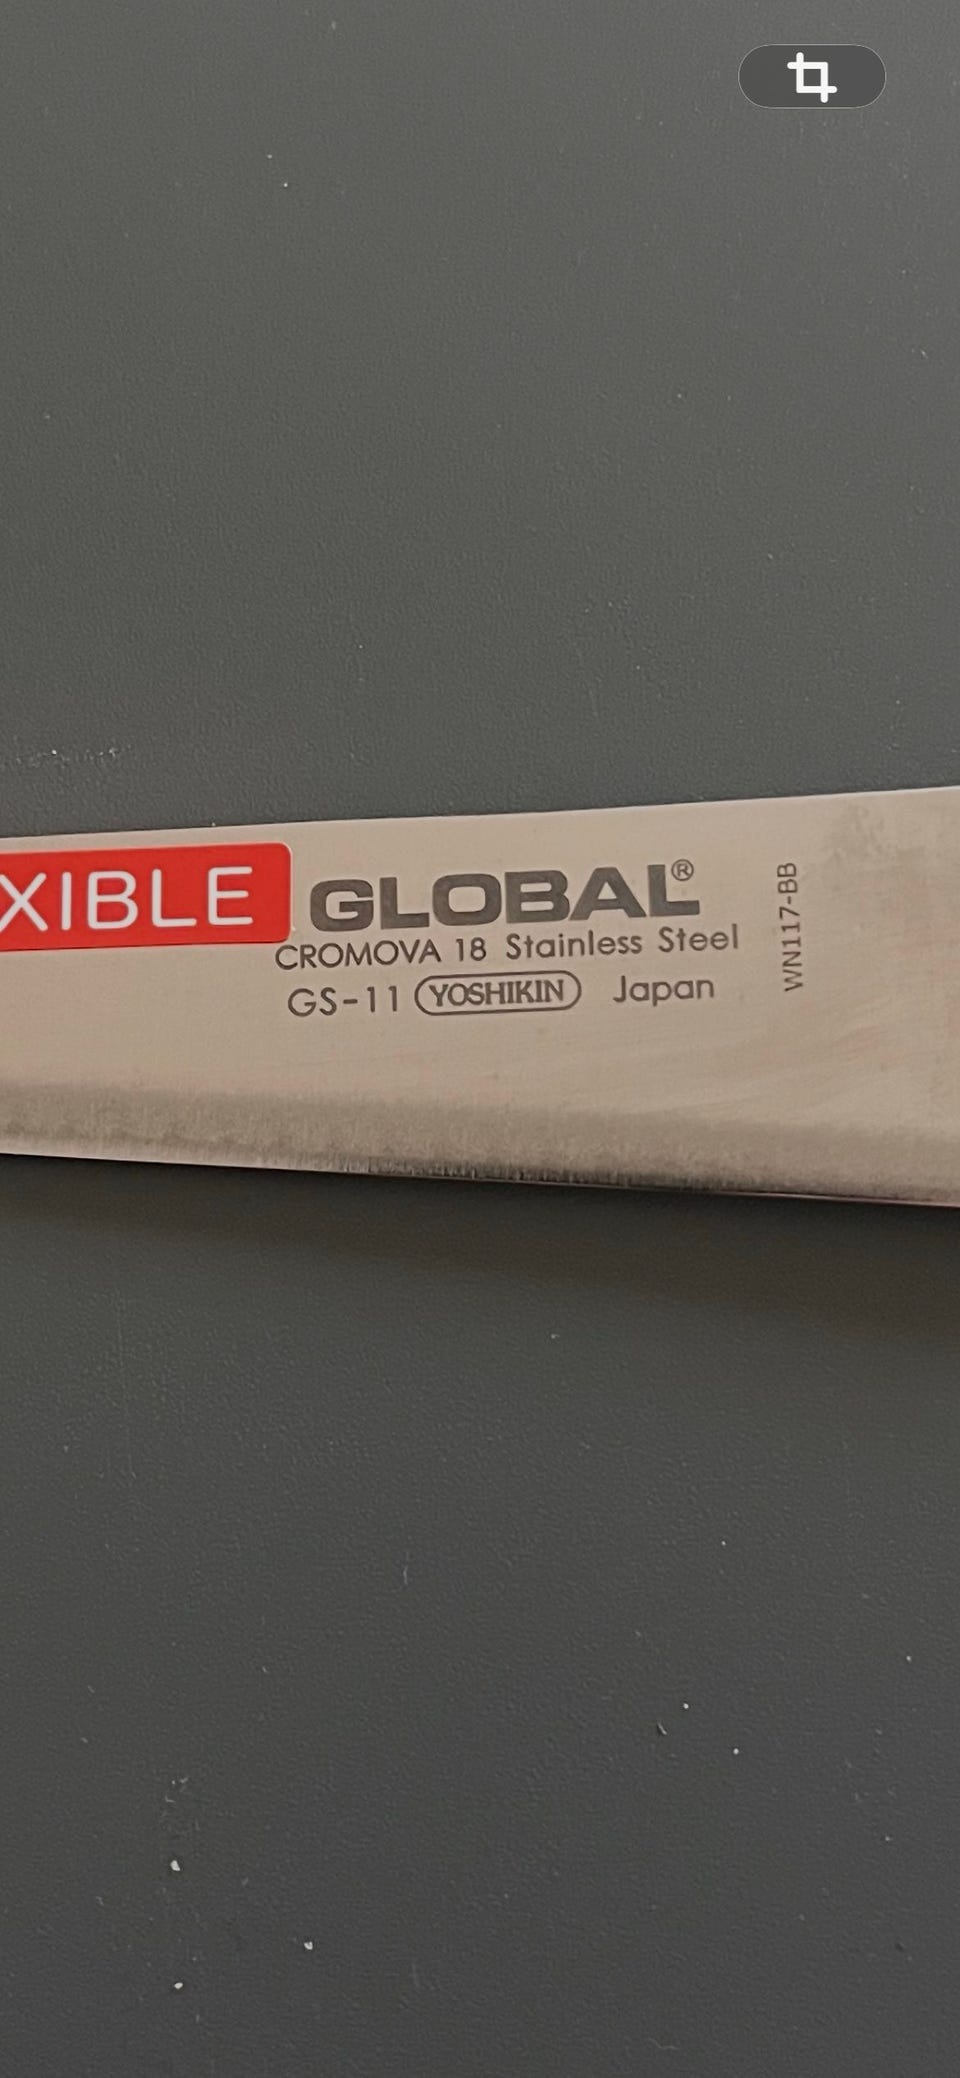 XIBLE
GLOBAL®
CROMOVA 18 Stainless Steel
GS-11 YOSHIKIN Japan
WN117-BB